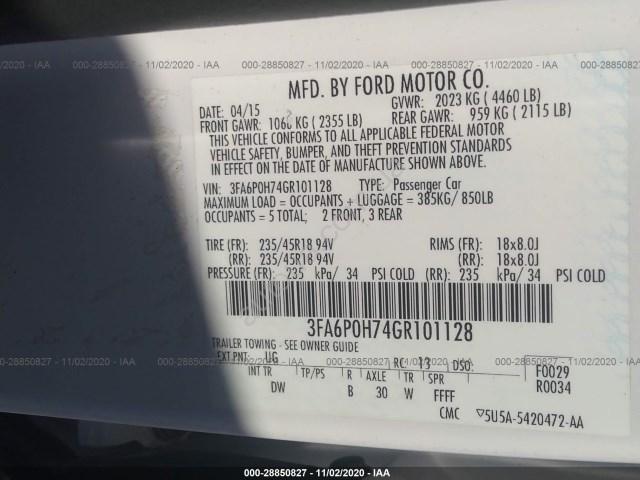 000-28850827 - 11/02/2020 - IAA 000-28850827 - 11/02/2020 - IAA 000-28850827 - 11/02/2020 - IAA
MFD. BY FORD MOTOR CO.
DATE: 04/15 GVWR: 2023 KG ( 4460 LB)
FRONT GAWR: 1068 KG ( 2355 LB) REAR GAWR: 959 KG ( 2115 LB)
THIS VEHICLE CONFORMS TO ALL APPLICABLE FEDERAL MOTOR
VEHICLE SAFETY, BUMPER, AND THEFT PREVENTION STANDARDS
IN EFFECT ON THE DATE OF MANUFACTURE SHOWN ABOVE.
VIN: 3FA6P0H74GR101128 TYPE: Passenger Car
MAXIMUM LOAD = OCCUPANTS + LUGGAGE = 385KG/ 850LB
OCCUPANTS = 5 TOTAL; 2 FRONT, 3 REAR
TIRE (FR): 235/45R18 94V RIMS (FR): 18x8.0J
(RR): 235/45R18 94V (RR): 18x8.0J
PRESSURE (FR): 235 kPa/ 34 PSI COLD (RR): 235 kPa/ 34 PSI COLD
3FA6P0H74GR101128
TRAILER TOWING - SEE OWNER GUIDE
EXT PNT: UG RC: 13 DSO: F0029
INT TR TP/PS R AXLE TR SPR R0034
DW B 30 W FFFF
CMC ▽5U5A-5420472-AA
000-28850827 - 11/02/2020 - IAA